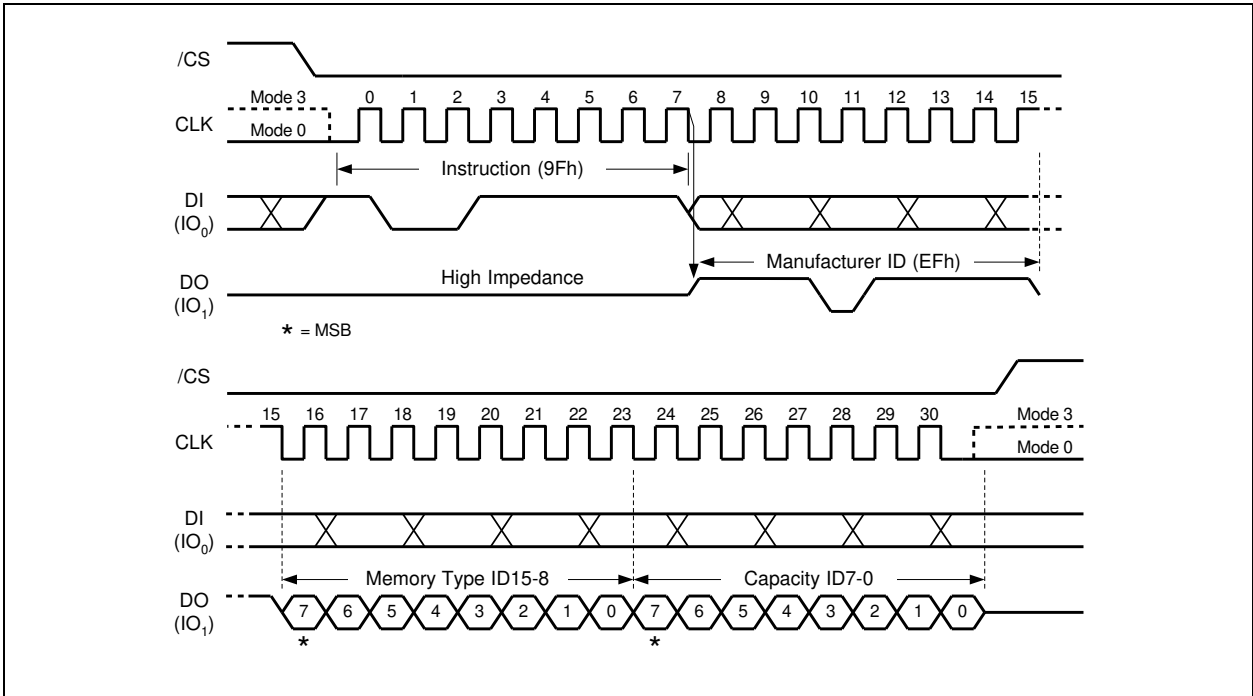 /CS
Mode 3 0 1 2 3 4 5 6 7 8 9 10 11 12 13 14 15
CLK
Mode 0
Instruction (9Fh)
DI
(IO0)
Manufacturer ID (EFh)
High Impedance
DO
(IO1)
* = MSB
/CS
15 16 17 18 19 20 21 22 23 24 25 26 27 28 29 30 Mode 3
CLK
Mode 0
DI
(IO0)
Memory Type ID15-8 Capacity ID7-0
DO
(IO1)
7 6 5 4 3 2 1 0 7 6 5 4 3 2 1 0
* *